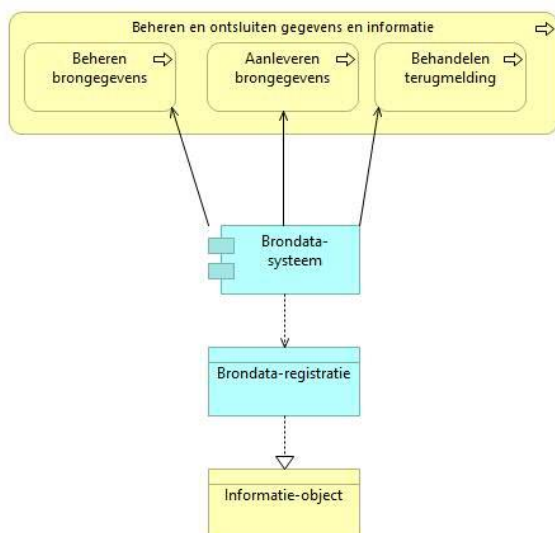 Beheren en ontsluiten gegevens en informatie
Beheren
brongegevens
Aanleveren
brongegevens
Behandelen
terugmelding
Brondata-
systeem
Brondata-registratie
Informatie-object